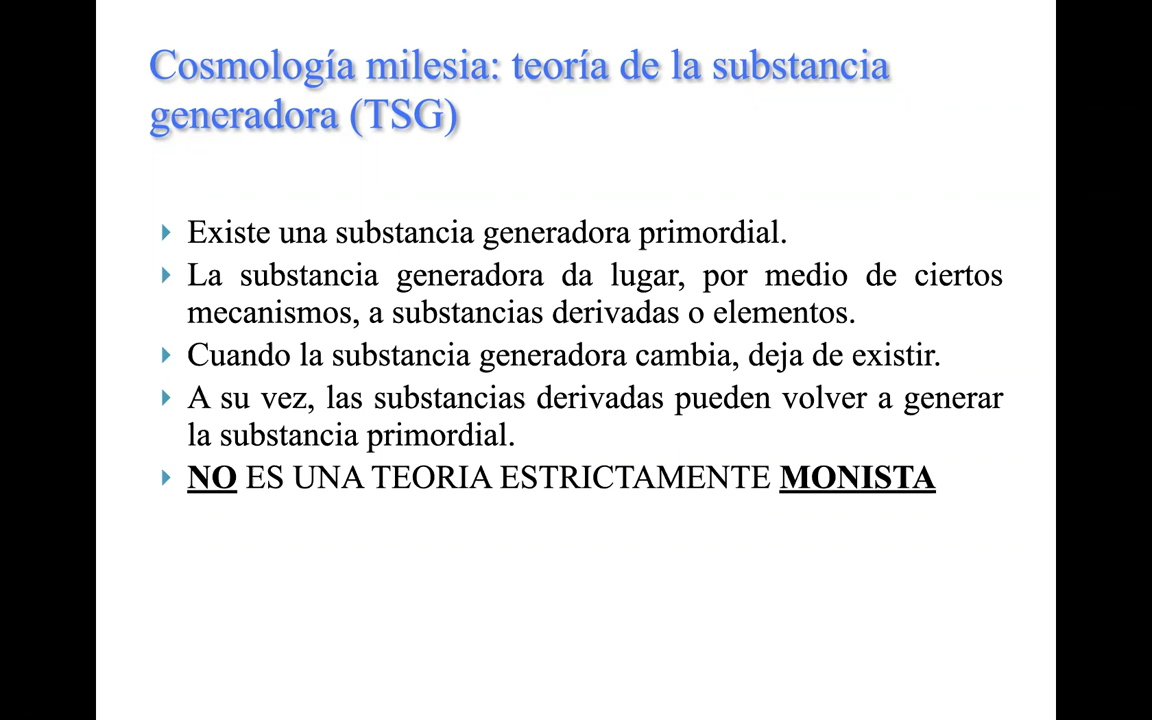 Cosmología milesia: teoría de la substancia
generadora (TSG)
Existe una substancia generadora primordial.
La substancia generadora da lugar, por medio de ciertos
mecanismos, a substancias derivadas o elementos.
Cuando la substancia generadora cambia, deja de existir.
A su vez, las substancias derivadas pueden volver a generar
la substancia primordial.
NO ES UNA TEORIA ESTRICTAMENTE MONISTA